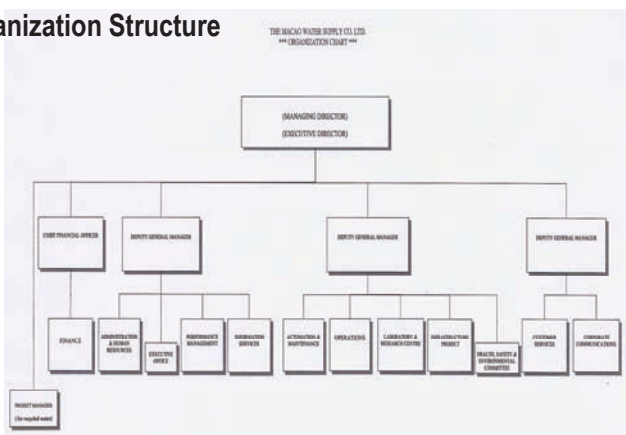 anization Structure
THE MACAO WATER SUPPLY CO. LTD.
*** ORGANIZATION CHART ***
(MANAGING DIRECTOR)
(EXECUTIVE DIRECTOR)
CHIEF FINANCIAL OFFICER
DEPUTY GENERAL MANAGER
DEPUTY GENERAL MANAGER
DEPUTY GENERAL MANAGER
FINANCE
ADMINISTRATION
& HUMAN
RESOURCES
EXECUTIVE
OFFICE
PERFORMANCE
MANAGEMENT
INFORMATION
SERVICES
AUTOMATION &
MAINTENANCE
OPERATIONS
LABORATORY &
RESEARCH CENTRE
INFRASTRUCTURE
PROJECT
HEALTH, SAFETY &
ENVIRONMENTAL
COMMITTEE
CUSTOMER
SERVICES
CORPORATE
COMMUNICATIONS
PROJECT MANAGER
(for recycled water)